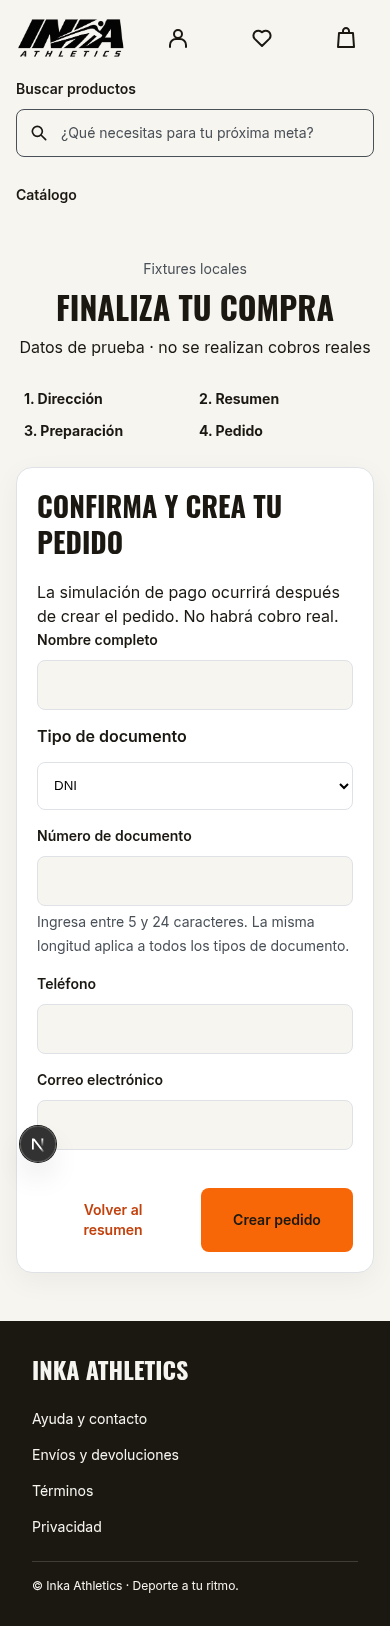 INKA
ATHLETICS
Buscar productos
¿Qué necesitas para tu próxima meta?
Catálogo
Fixtures locales
FINALIZA TU COMPRA
Datos de prueba · no se realizan cobros reales
1. Dirección
2. Resumen
3. Preparación
4. Pedido
CONFIRMA Y CREA TU
PEDIDO
La simulación de pago ocurrirá después
de crear el pedido. No habrá cobro real.
Nombre completo
Tipo de documento
DNI
Número de documento
Ingresa entre 5 y 24 caracteres. La misma
longitud aplica a todos los tipos de documento.
Teléfono
Correo electrónico
N
Volver al
resumen
Crear pedido
INKA ATHLETICS
Ayuda y contacto
Envíos y devoluciones
Términos
Privacidad
© Inka Athletics · Deporte a tu ritmo.